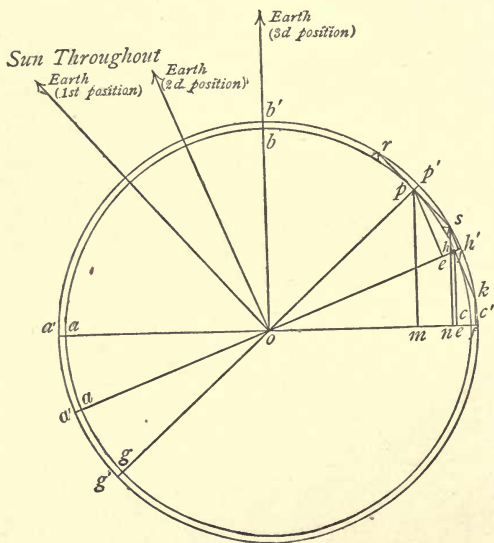 Earth
(3d position)
Sun Throughout
Earth
(2d position)
Earth
(1st position)
b'
b
r
p'
p
s
h'
h
e
k
c
c'
a' a
o
m
n e
f
a
a'
g
g'